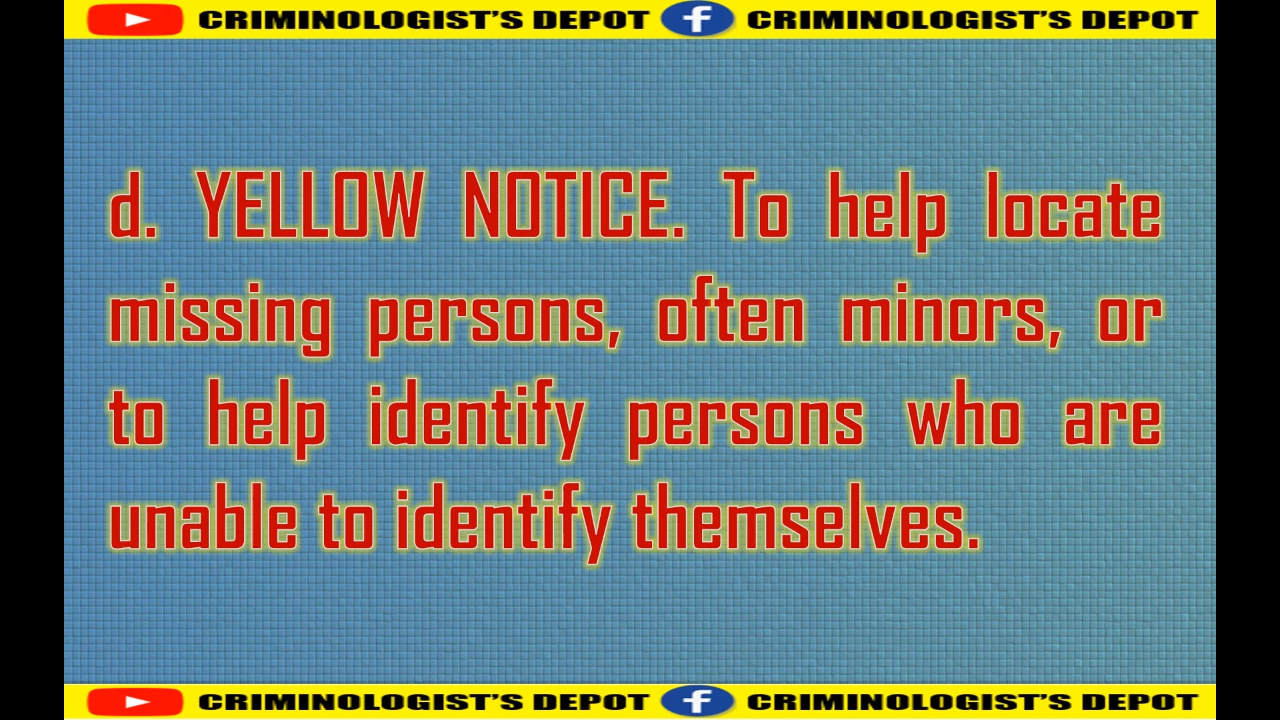 CRIMINOLOGIST'S DEPOT f CRIMINOLOGIST'S DEPOT
d. YELLOW NOTICE. To help locate
missing persons, often minors, or
to help identify persons who are
unable to identify themselves.
CRIMINOLOGIST'S DEPOT f CRIMINOLOGIST'S DEPOT